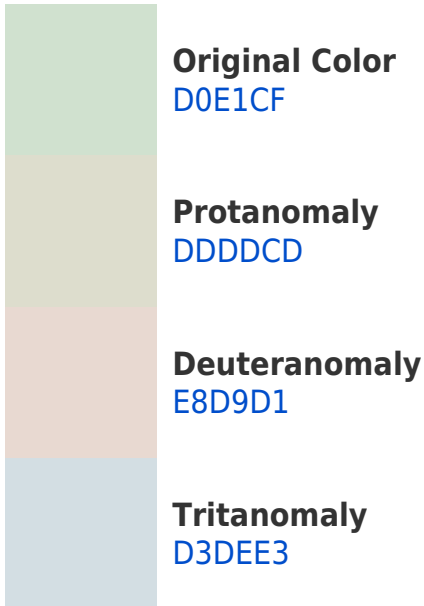 Original Color
D0E1CF
Protanomaly
DDDDCD
Deuteranomaly
E8D9D1
Tritanomaly
D3DEE3